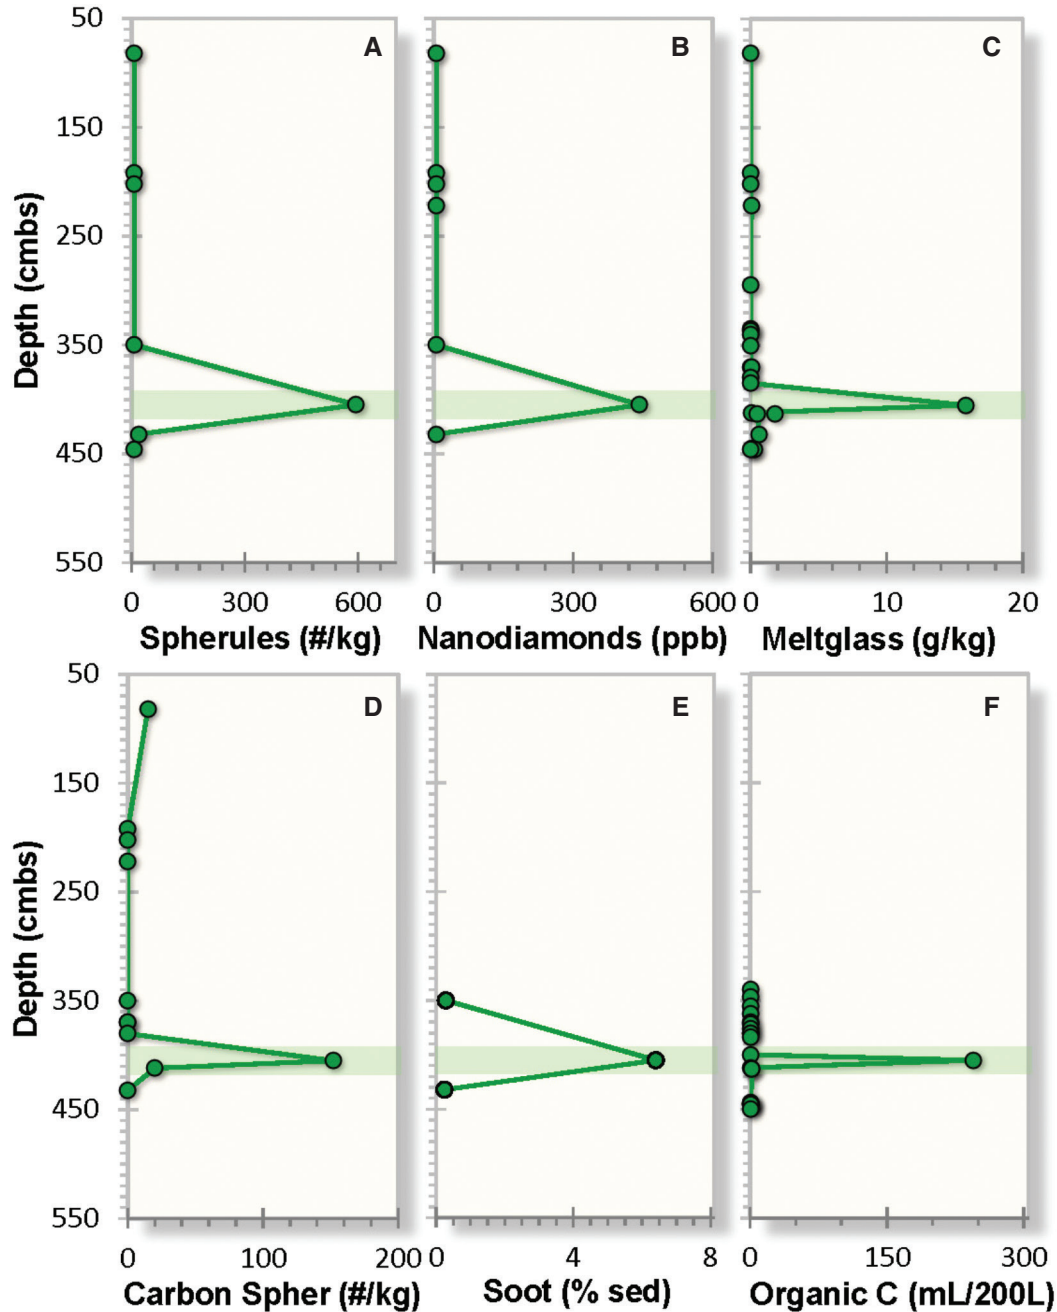 50
A
B
C
150
250
350
450
550
Depth (cmbs)
0 300 600
0 300 600
0 10 20
Spherules (#/kg)
Nanodiamonds (ppb)
Meltglass (g/kg)
50
D
E
F
150
250
350
450
550
Depth (cmbs)
0 100 200
0 4 8
0 150 300
Carbon Spher (#/kg)
Soot (% sed)
Organic C (mL/200L)